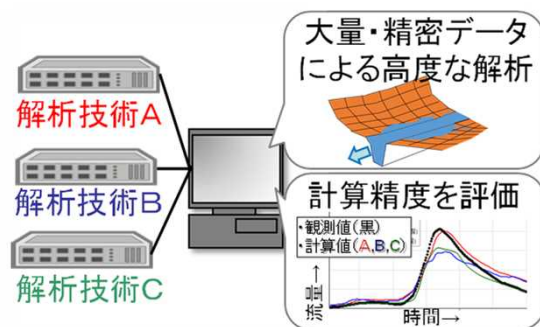 大量・精密データ
による高度な解析
解析技術A
解析技術B
解析技術C
計算精度を評価
・観測値(黒)
・計算値(A,B,C)
流量→
時間→